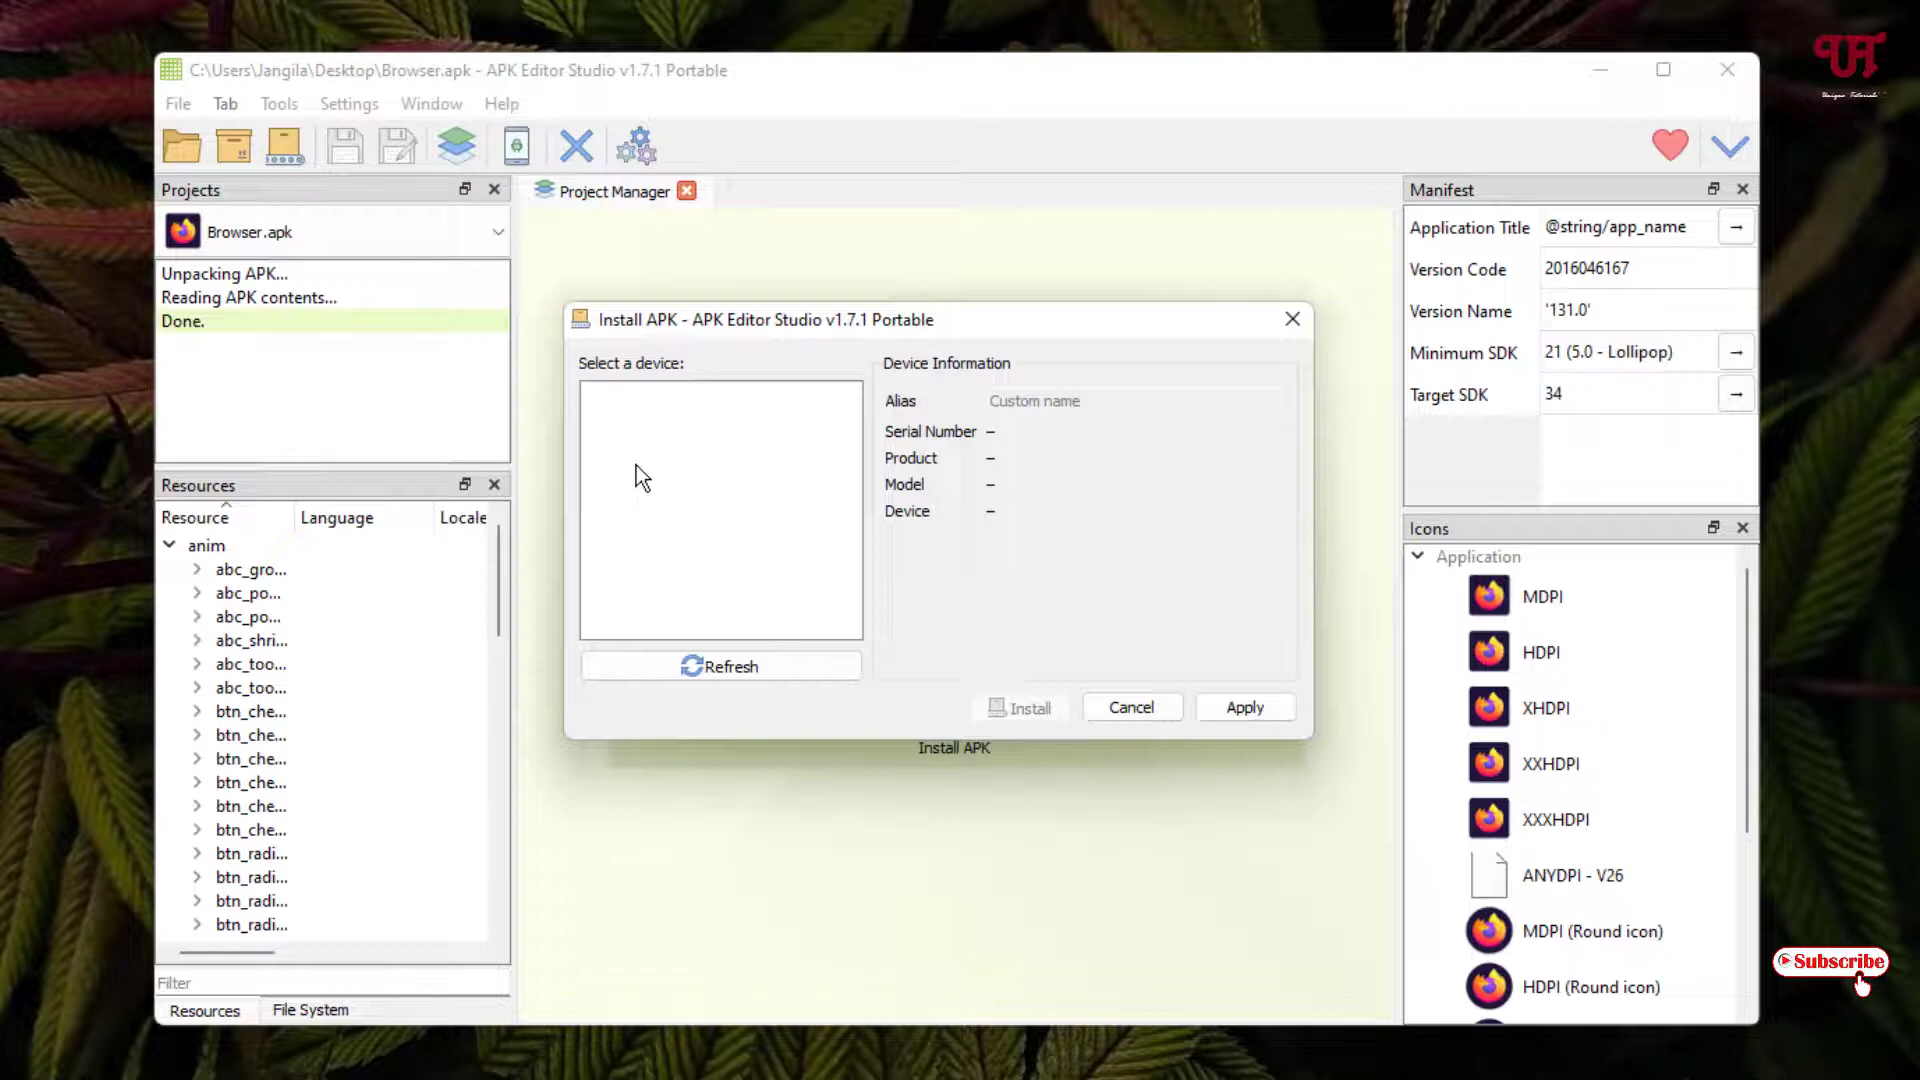 C:\Users\Jangila\Desktop\Browser.apk - APK Editor Studio v1.7.1 Portable
File Tab Tools Settings Window Help
Projects
Browser.apk
Unpacking APK...
Reading APK contents...
Done.
Resources
Resource Language Locale
anim
abc_gro...
abc_po...
abc_po...
abc_shri...
abc_too...
abc_too...
btn_che...
btn_che...
btn_che...
btn_che...
btn_che...
btn_che...
btn_radi...
btn_radi...
btn_radi...
btn_radi...
Filter
Resources File System
Project Manager
Install APK - APK Editor Studio v1.7.1 Portable
Select a device:
Refresh
Device Information
Alias Custom name
Serial Number –
Product –
Model –
Device –
Install Cancel Apply
Install APK
Manifest
Application Title @string/app_name →
Version Code 2016046167
Version Name '131.0'
Minimum SDK 21 (5.0 - Lollipop) →
Target SDK 34 →
Icons
Application
MDPI
HDPI
XHDPI
XXHDPI
XXXHDPI
ANYDPI - V26
MDPI (Round icon)
HDPI (Round icon)
UT
Unique Tutorials
Subscribe